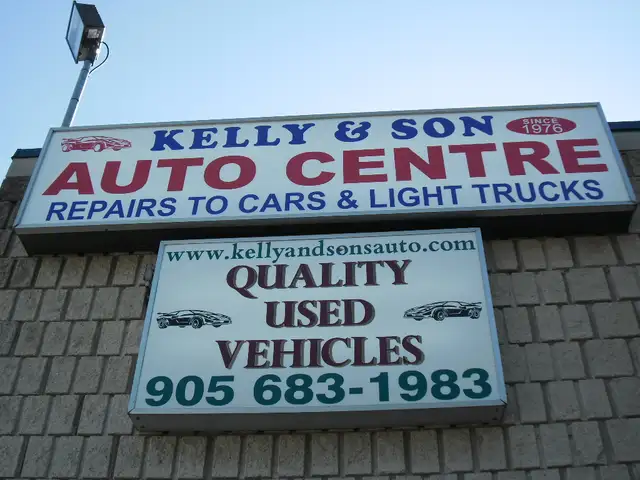 KELLY & SON
SINCE
1976
AUTO CENTRE
REPAIRS TO CARS & LIGHT TRUCKS
www.kellyandsonsauto.com
QUALITY
USED
VEHICLES
905 683-1983